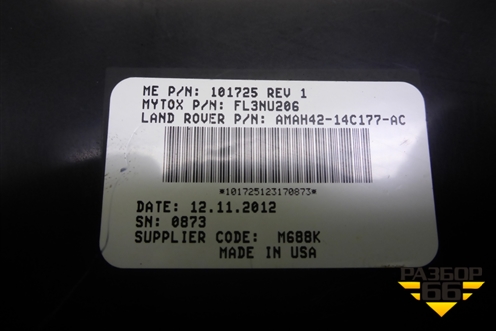 ME P/N: 101725 REV 1
MYTOX P/N: FL3NU206
LAND ROVER P/N: AMAH42-14C177-AC
*101725123170873*
DATE: 12.11.2012
SN: 0873
SUPPLIER CODE: M688K
MADE IN USA
РАЗБОР
66